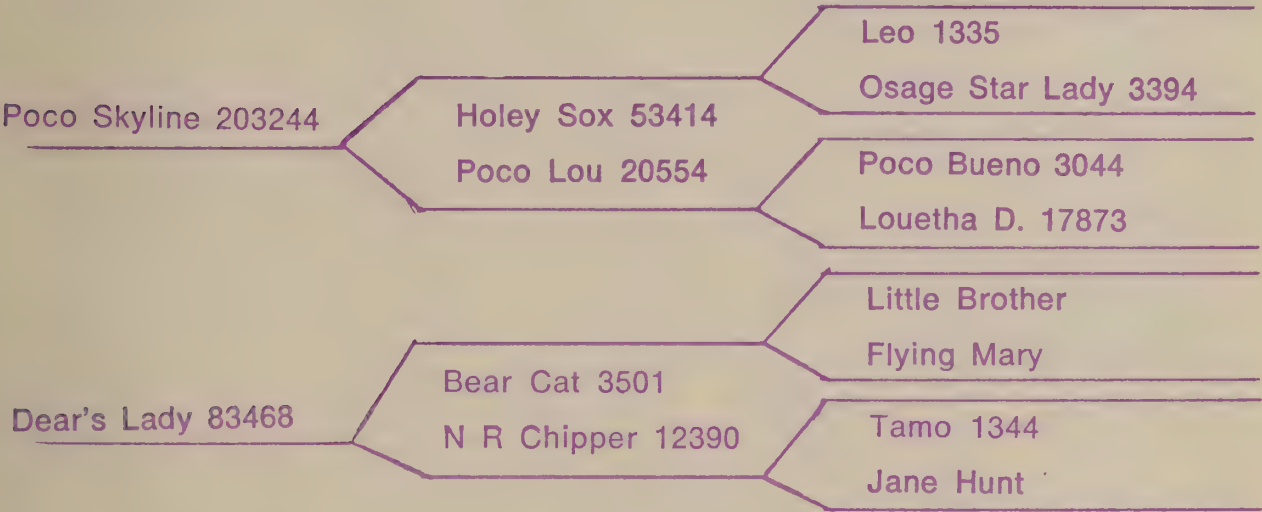 Poco Skyline 203244
Holey Sox 53414
Poco Lou 20554
Leo 1335
Osage Star Lady 3394
Poco Bueno 3044
Louetha D. 17873
Dear's Lady 83468
Bear Cat 3501
N R Chipper 12390
Little Brother
Flying Mary
Tamo 1344
Jane Hunt